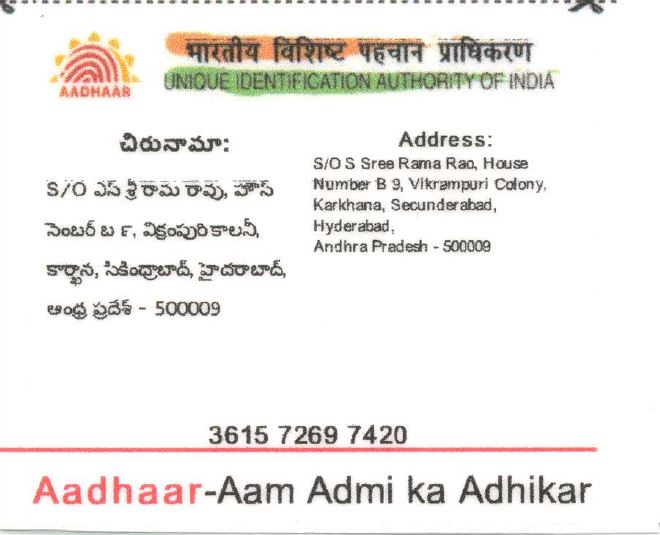 भारतीय विशिष्ट पहचान प्राधिकरण
AADHAAR
UNIQUE IDENTIFICATION AUTHORITY OF INDIA
చిరునామా:
S/O ఎస్ శ్రీ రామ రావు, హౌస్
నెంబర్ బ ౯, విక్రంపురి కాలనీ,
కార్ఖాన, సికింద్రాబాద్, హైదరాబాద్,
ఆంధ్ర ప్రదేశ్ - 500009
Address:
S/O S Sree Rama Rao, House
Number B 9, Vikrampuri Colony,
Karkhana, Secunderabad,
Hyderabad,
Andhra Pradesh - 500009
3615 7269 7420
Aadhaar-Aam Admi ka Adhikar